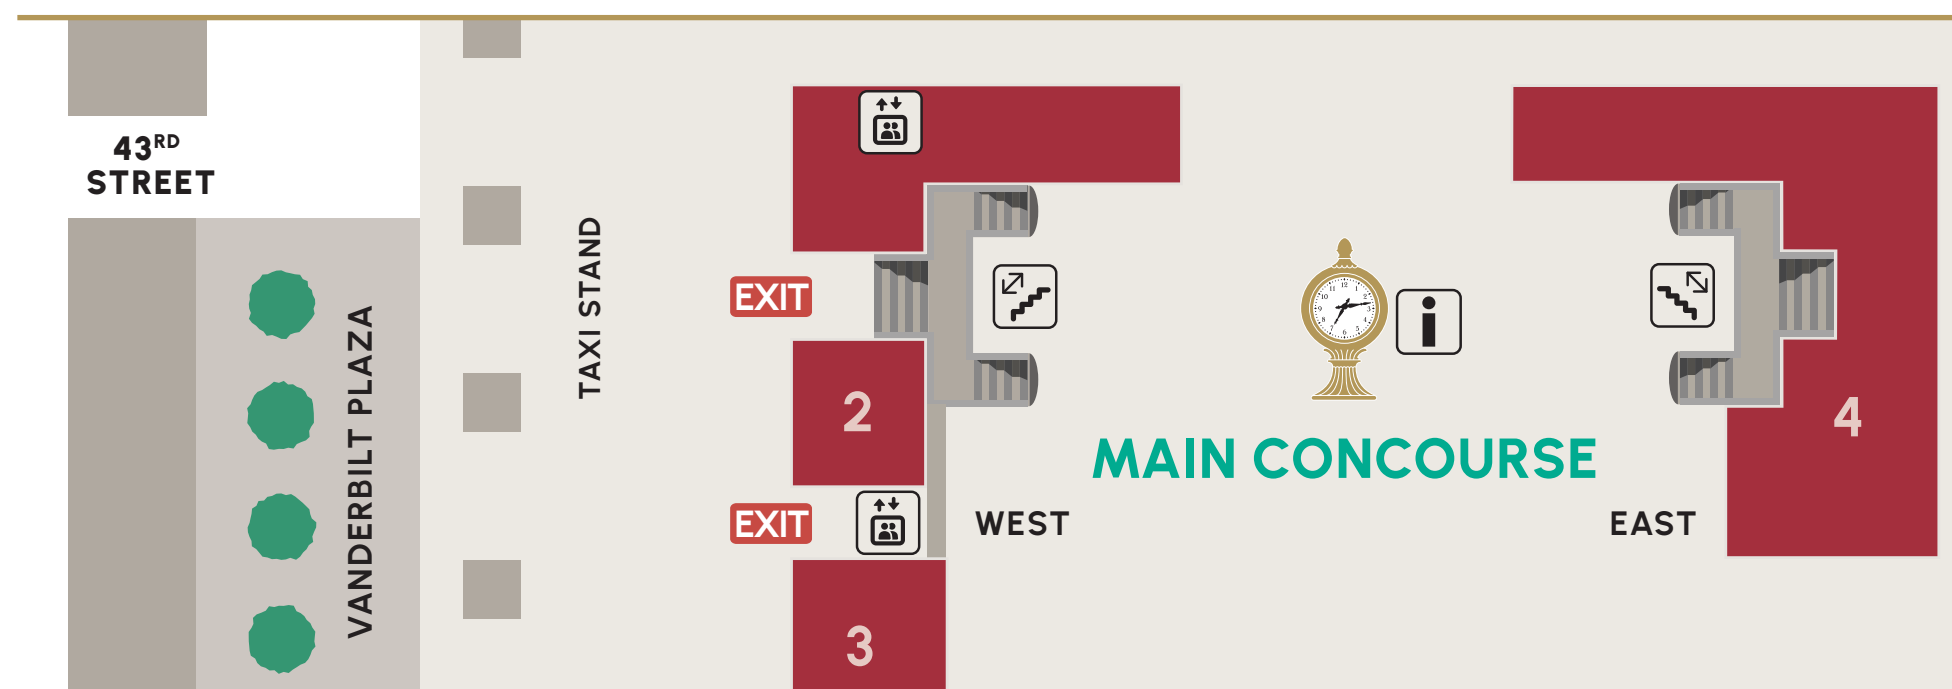 43RD
STREET
VANDERBILT PLAZA
TAXI STAND
EXIT
2
EXIT
3
MAIN CONCOURSE
WEST
EAST
4